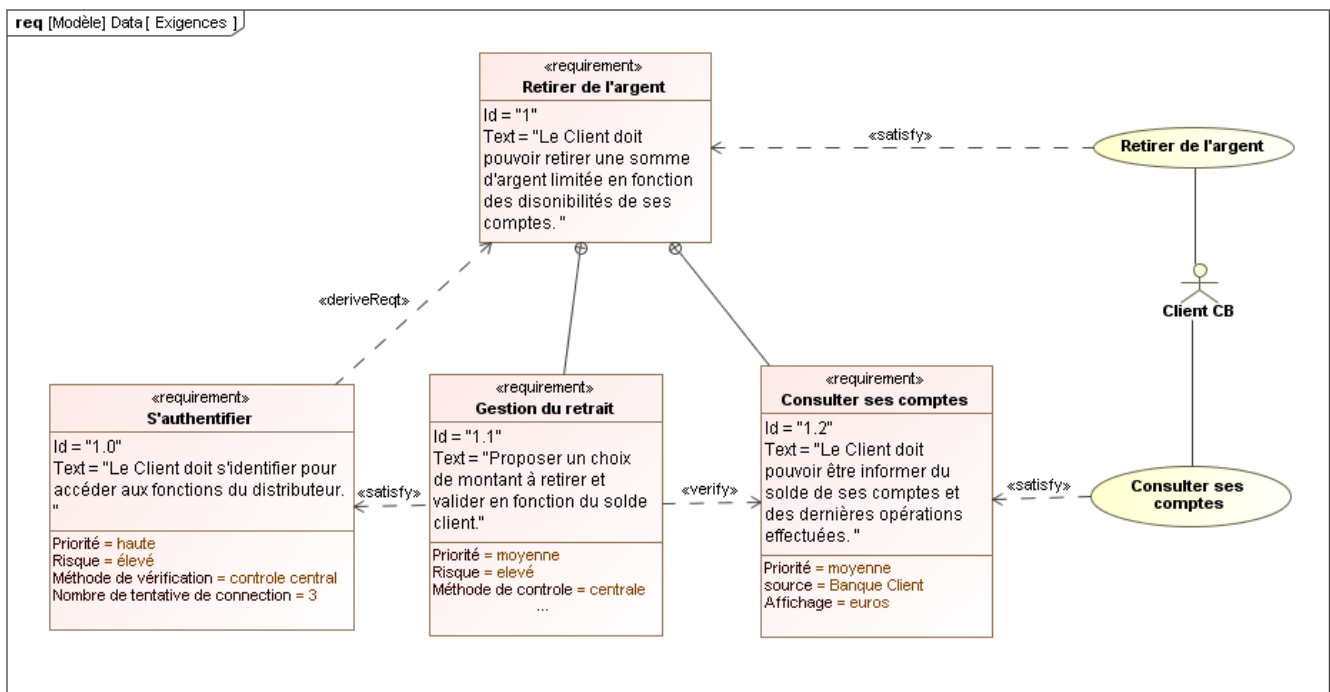 req [Modèle] Data [ Exigences ]
«requirement»
Retirer de l'argent
Id = "1"
Text = "Le Client doit
pouvoir retirer une somme
d'argent limitée en fonction
des disonibilités de ses
comptes. "
«satisfy»
Retirer de l'argent
«deriveReqt»
Client CB
«requirement»
S'authentifier
Id = "1.0"
Text = "Le Client doit s'identifier pour
accéder aux fonctions du distributeur.
"
Priorité = haute
Risque = élevé
Méthode de vérification = controle central
Nombre de tentative de connection = 3
«satisfy»
«requirement»
Gestion du retrait
Id = "1.1"
Text = "Proposer un choix
de montant à retirer et
valider en fonction du solde
client."
Priorité = moyenne
Risque = elevé
Méthode de controle = centrale
...
«verify»
«requirement»
Consulter ses comptes
Id = "1.2"
Text = "Le Client doit
pouvoir être informer du
solde de ses comptes et
des dernières opérations
effectuées. "
Priorité = moyenne
source = Banque Client
Affichage = euros
«satisfy»
Consulter ses
comptes